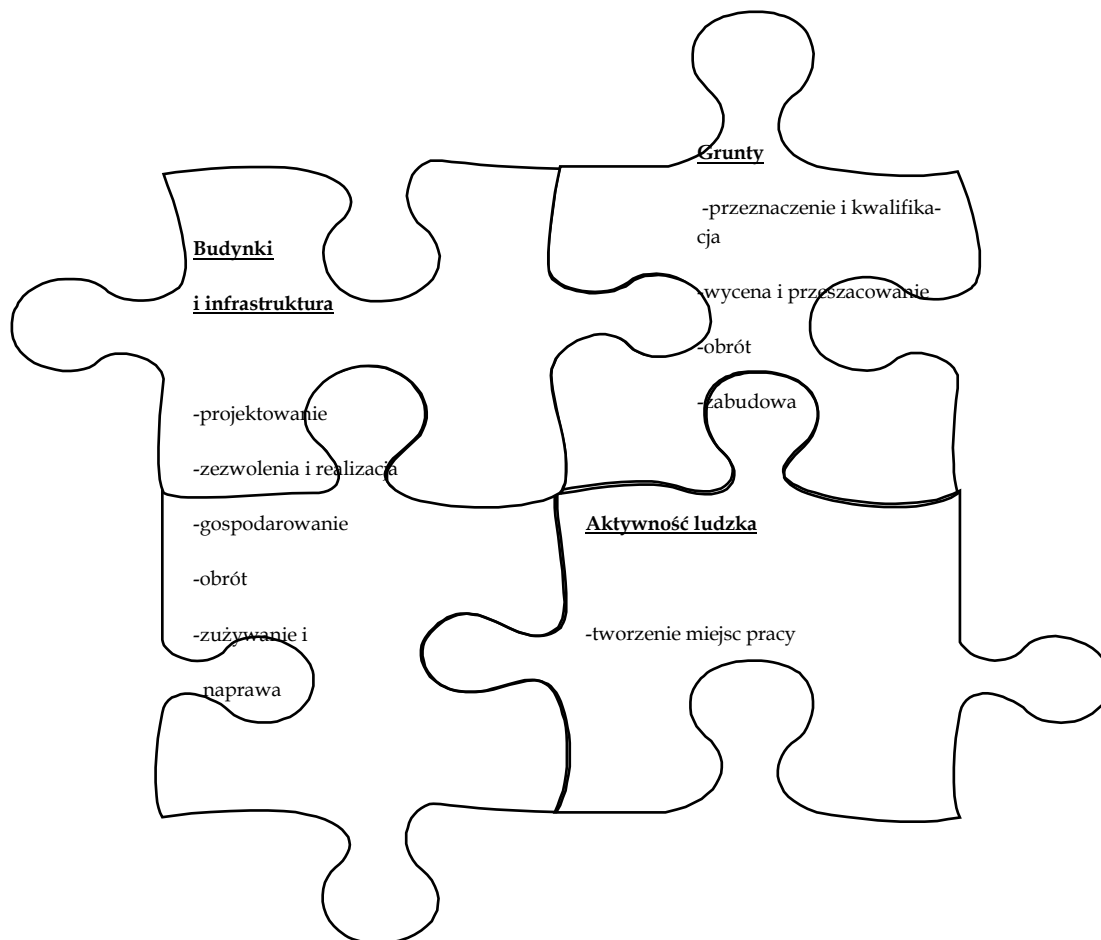 Budynki
i infrastruktura
-projektowanie
-zezwolenia i realizacja
-gospodarowanie
-obrót
-zużywanie i
naprawa
Grunty
-przeznaczenie i kwalifika-
cja
-wycena i przeszacowanie
-obrót
-zabudowa
Aktywność ludzka
-tworzenie miejsc pracy